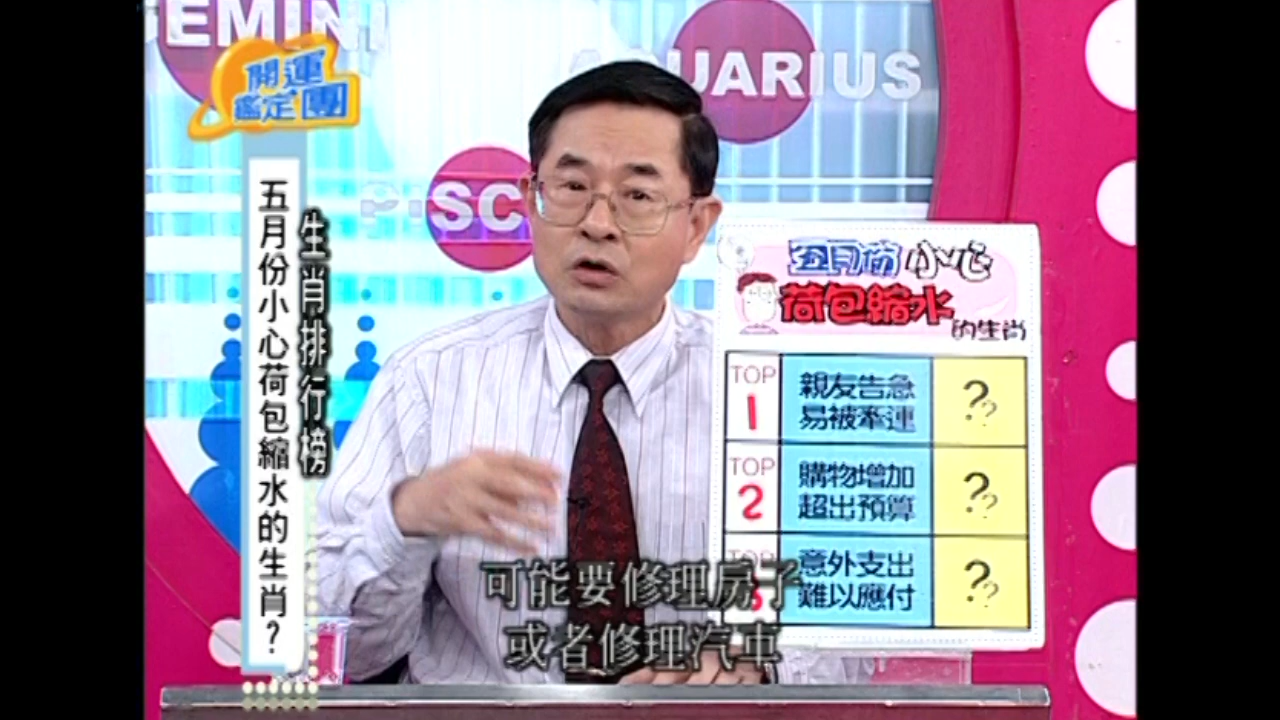 GEMINI
AQUARIUS
PISC
開運
鑑定團
生肖排行榜
五月份小心荷包縮水的生肖?
五月份小心
荷包縮水
的生肖
TOP
1
親友告急
易被牽連
??
TOP
2
購物增加
超出預算
??
TOP
3
意外支出
難以應付
??
可能要修理房子
或者修理汽車